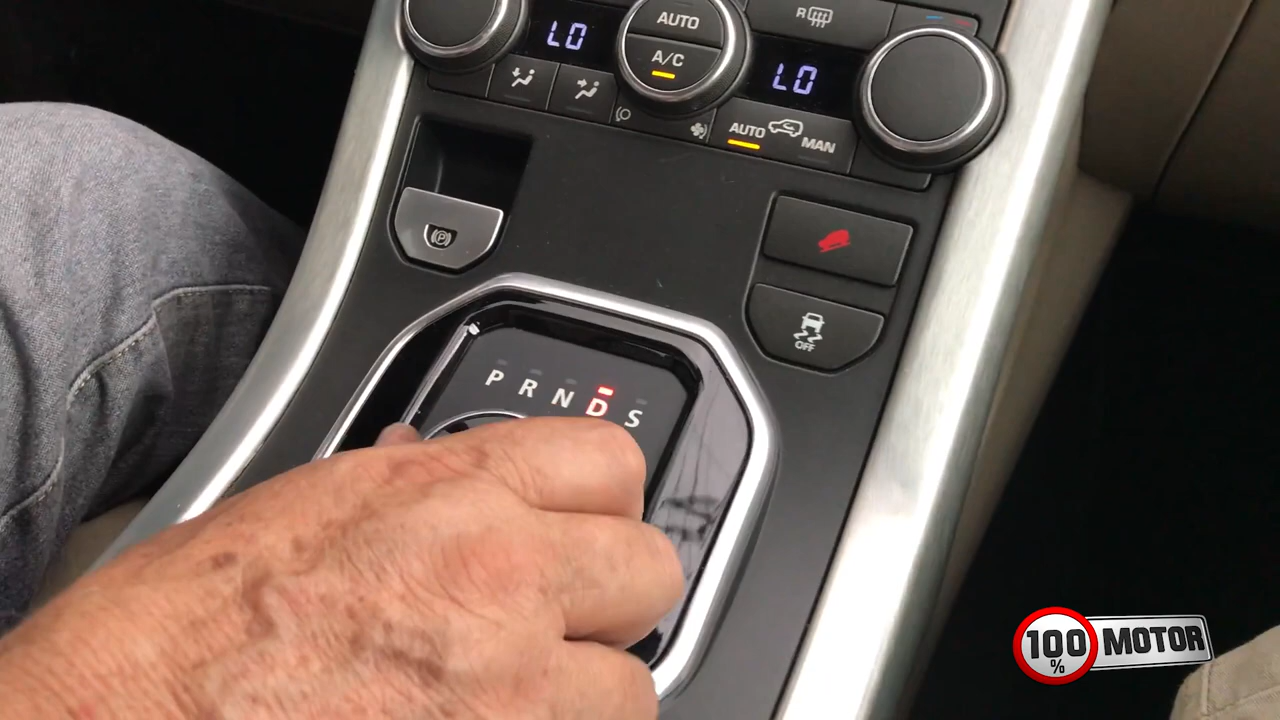 AUTO
R
LO
A/C
LO
AUTO
MAN
P
P R N D S
OFF
100 % MOTOR